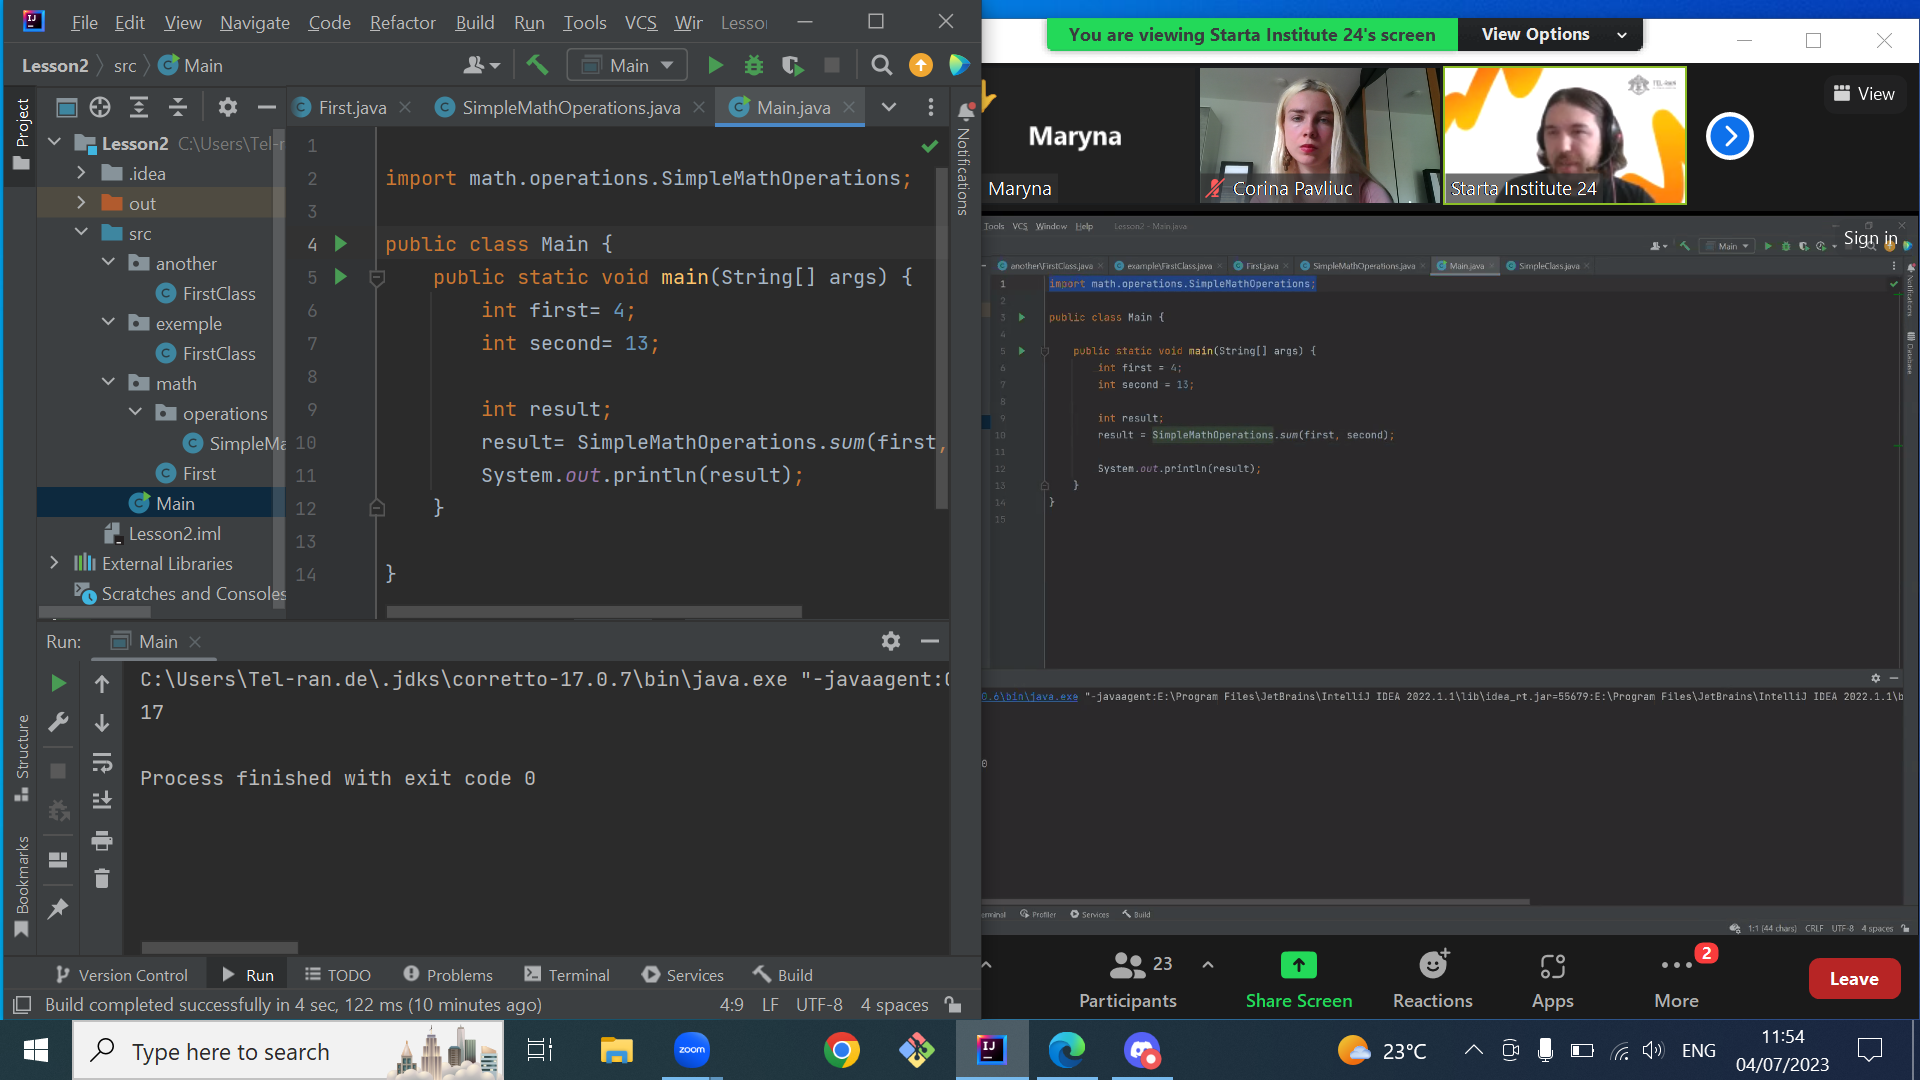 File Edit View Navigate Code Refactor Build Run Tools VCS Wir Lesso
Lesson2 src Main
Main
Project
First.java SimpleMathOperations.java Main.java
Notifications
Lesson2 C:\Users\Tel-r
.idea
out
src
another
FirstClass
exemple
FirstClass
math
operations
SimpleMa
First
Main
Lesson2.iml
External Libraries
Scratches and Consoles
1
2 import math.operations.SimpleMathOperations;
3
4 public class Main {
5 public static void main(String[] args) {
6 int first= 4;
7 int second= 13;
8
9 int result;
10 result= SimpleMathOperations.sum(first,
11 System.out.println(result);
12 }
13
14 }
Run: Main
C:\Users\Tel-ran.de\.jdks\corretto-17.0.7\bin\java.exe "-javaagent:
17
Process finished with exit code 0
Structure
Bookmarks
Version Control Run TODO Problems Terminal Services Build
Build completed successfully in 4 sec, 122 ms (10 minutes ago) 4:9 LF UTF-8 4 spaces
You are viewing Starta Institute 24's screen View Options
Maryna
Maryna
Corina Pavliuc
Starta Institute 24
View
Tools VCS Window Help Lesson2 - Main.java
Main
Sign in
another\FirstClass.java example\FirstClass.java First.java SimpleMathOperations.java Main.java SimpleClass.java
Notifications
Database
1 import math.operations.SimpleMathOperations;
2
3 public class Main {
4
5 public static void main(String[] args) {
6 int first = 4;
7 int second = 13;
8
9 int result;
10 result = SimpleMathOperations.sum(first, second);
11
12 System.out.println(result);
13 }
14 }
15
0.6\bin\java.exe "-javaagent:E:\Program Files\JetBrains\IntelliJ IDEA 2022.1.1\lib\idea_rt.jar=55679:E:\Program Files\JetBrains\IntelliJ IDEA 2022.1.1\b
0
Profiler Services Build
1:1 (44 chars) CRLF UTF-8 4 spaces
23
2
Participants Share Screen Reactions Apps More Leave
Type here to search
zoom
23°C
ENG
11:54
04/07/2023